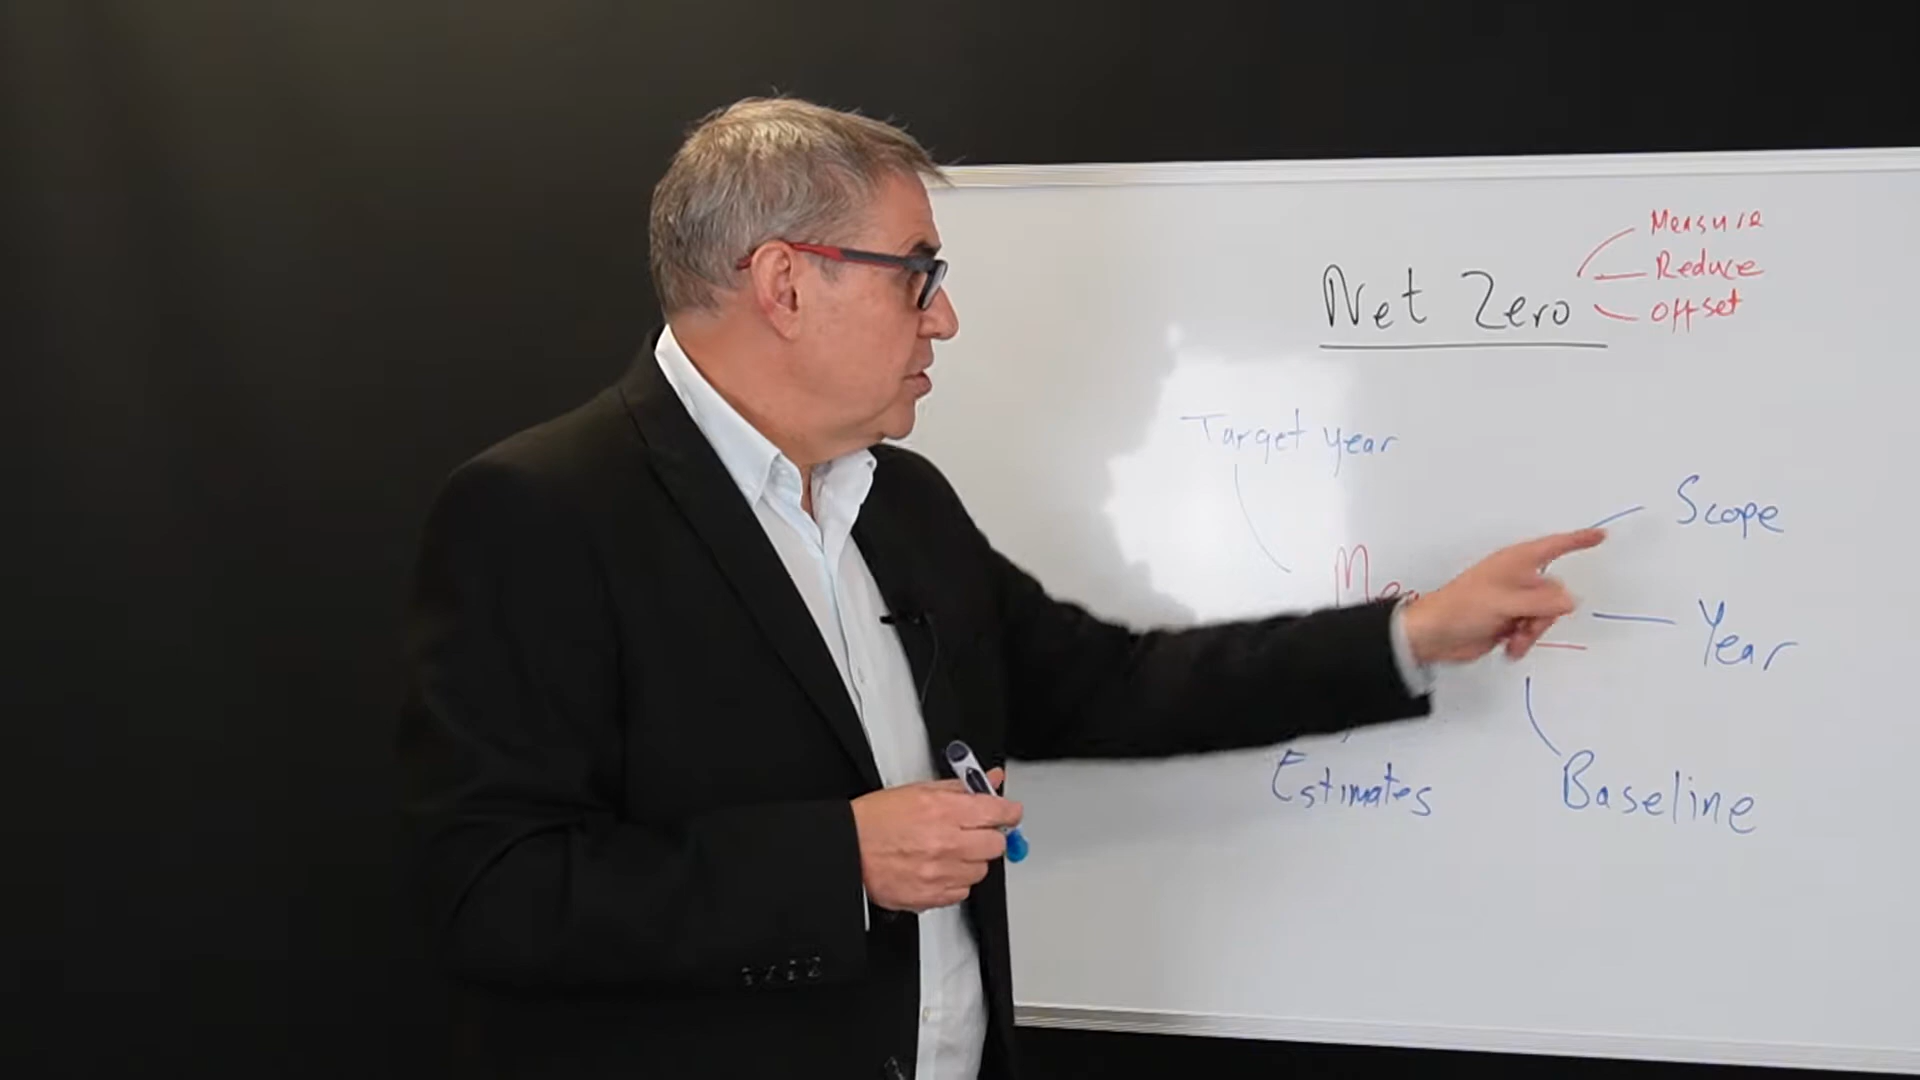 Measure
Reduce
Offset
Net Zero
Target year
Scope
Year
Estimates
Baseline